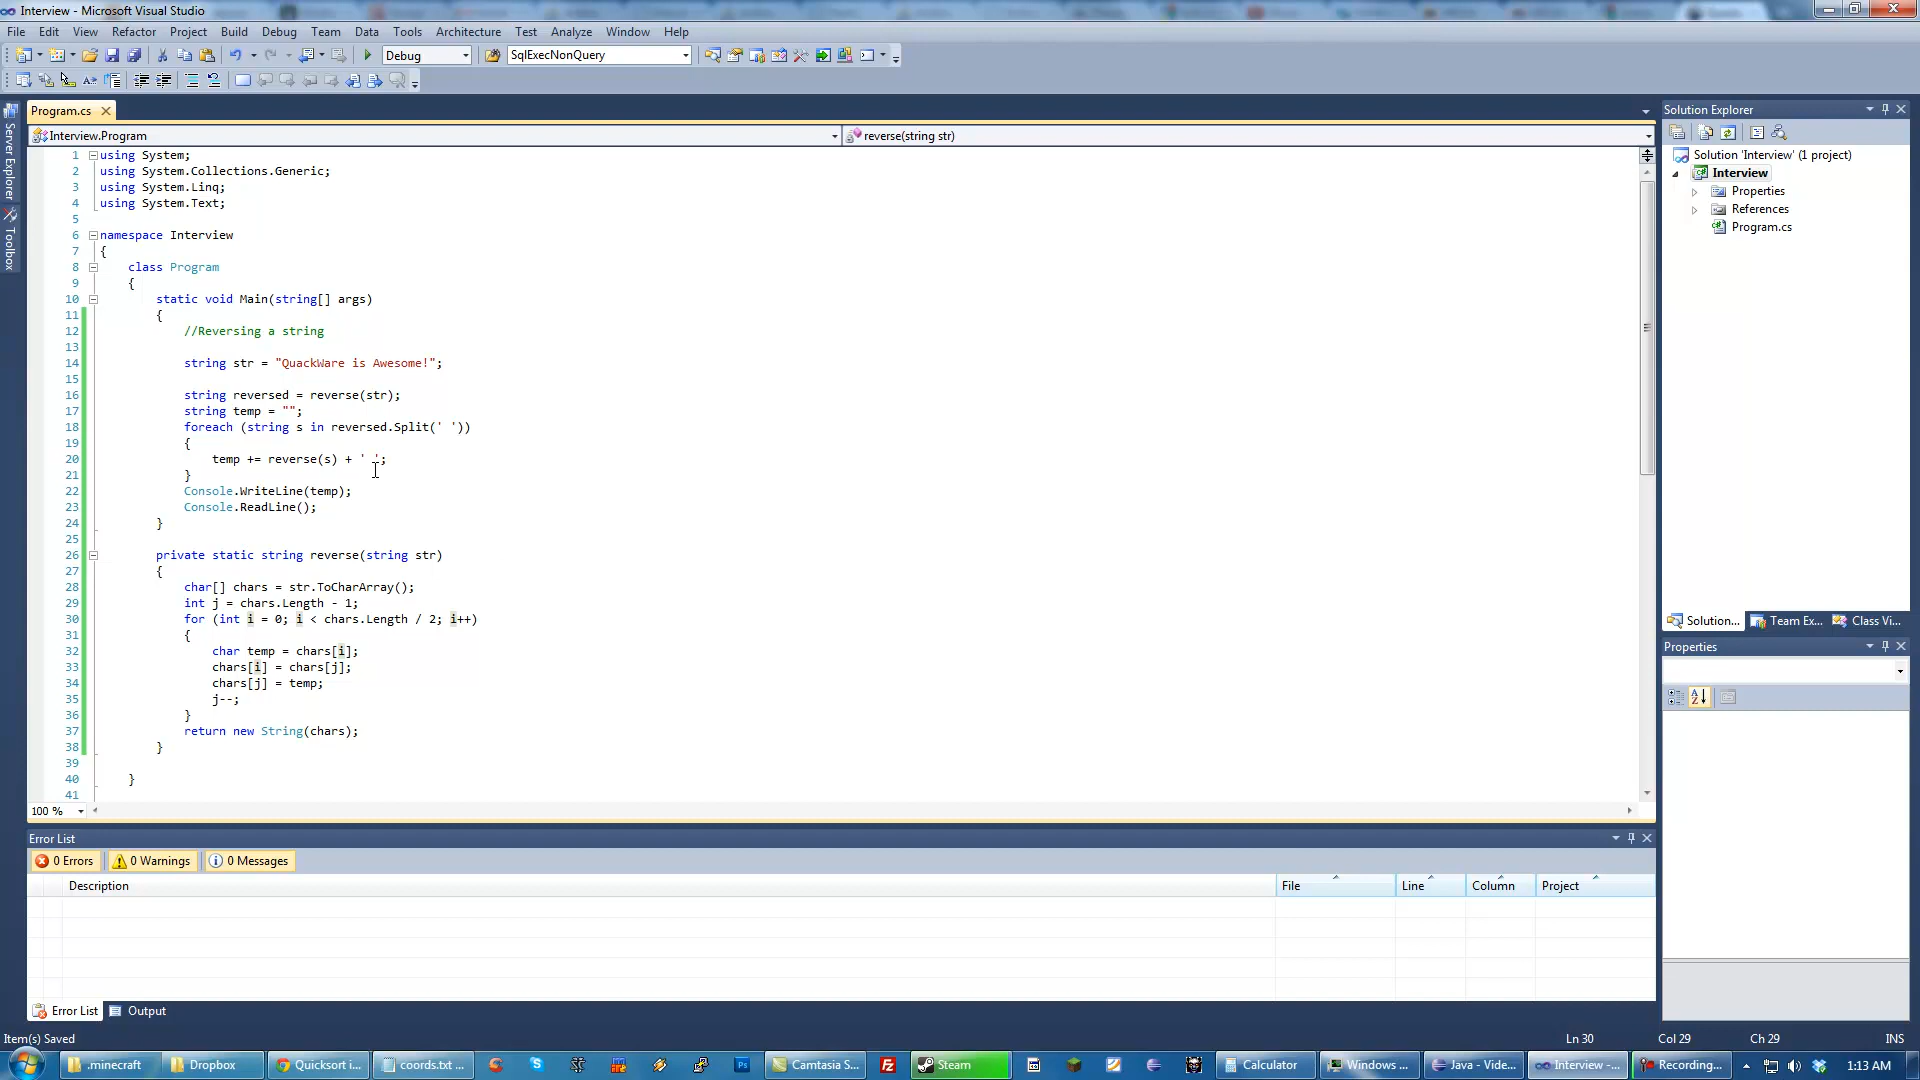 Interview - Microsoft Visual Studio
File Edit View Refactor Project Build Debug Team Data Tools Architecture Test Analyze Window Help
Debug SqlExecNonQuery
Server Explorer
Toolbox
Program.cs
Interview.Program reverse(string str)
1 using System;
2 using System.Collections.Generic;
3 using System.Linq;
4 using System.Text;
5
6 namespace Interview
7 {
8 class Program
9 {
10 static void Main(string[] args)
11 {
12 //Reversing a string
13
14 string str = "QuackWare is Awesome!";
15
16 string reversed = reverse(str);
17 string temp = "";
18 foreach (string s in reversed.Split(' '))
19 {
20 temp += reverse(s) + ' ';
21 }
22 Console.WriteLine(temp);
23 Console.ReadLine();
24 }
25
26 private static string reverse(string str)
27 {
28 char[] chars = str.ToCharArray();
29 int j = chars.Length - 1;
30 for (int i = 0; i < chars.Length / 2; i++)
31 {
32 char temp = chars[i];
33 chars[i] = chars[j];
34 chars[j] = temp;
35 j--;
36 }
37 return new String(chars);
38 }
39
40 }
41
100 %
Solution Explorer
Solution 'Interview' (1 project)
Interview
Properties
References
Program.cs
Solution... Team Ex... Class Vi...
Properties
Error List
0 Errors 0 Warnings 0 Messages
Description File Line Column Project
Error List Output
Item(s) Saved Ln 30 Col 29 Ch 29 INS
.minecraft Dropbox Quicksort i... coords.txt ... Ps Camtasia S... Steam Calculator Windows ... Java - Vide... Interview -... Recording... 1:13 AM